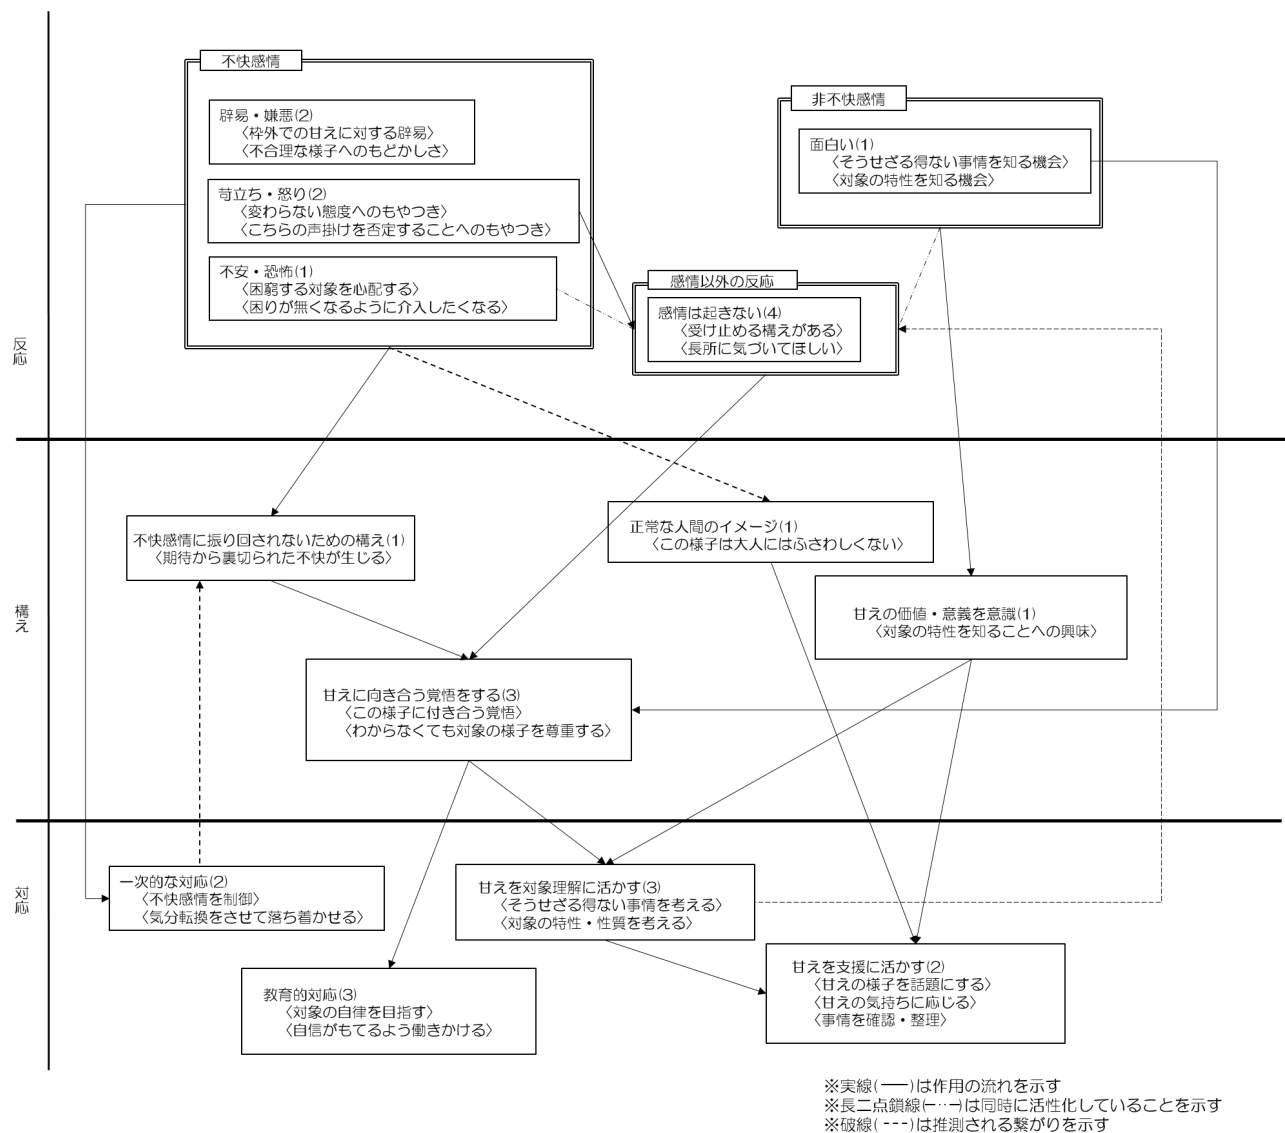 不快感情
辟易・嫌悪(2)
〈枠外での甘えに対する辟易〉
〈不合理な様子へのもどかしさ〉
苛立ち・怒り(2)
〈変わらない態度へのもやつき〉
〈こちらの声掛けを否定することへのもやつき〉
不安・恐怖(1)
〈困窮する対象を心配する〉
〈困りが無くなるように介入したくなる〉
非不快感情
面白い(1)
〈そうせざる得ない事情を知る機会〉
〈対象の特性を知る機会〉
感情以外の反応
感情は起きない(4)
〈受け止める構えがある〉
〈長所に気づいてほしい〉
反応
不快感情に振り回されないための構え(1)
〈期待から裏切られた不快が生じる〉
正常な人間のイメージ(1)
〈この様子は大人にはふさわしくない〉
甘えの価値・意義を意識(1)
〈対象の特性を知ることへの興味〉
構え
甘えに向き合う覚悟をする(3)
〈この様子に付き合う覚悟〉
〈わからなくても対象の様子を尊重する〉
対応
一次的な対応(2)
〈不快感情を制御〉
〈気分転換をさせて落ち着かせる〉
甘えを対象理解に活かす(3)
〈そうせざる得ない事情を考える〉
〈対象の特性・性質を考える〉
教育的対応(3)
〈対象の自律を目指す〉
〈自信がもてるよう働きかける〉
甘えを支援に活かす(2)
〈甘えの様子を話題にする〉
〈甘えの気持ちに応じる〉
〈事情を確認・整理〉
※実線(──)は作用の流れを示す
※長二点鎖線(─‥─)は同時に活性化していることを示す
※破線(---)は推測される繋がりを示す